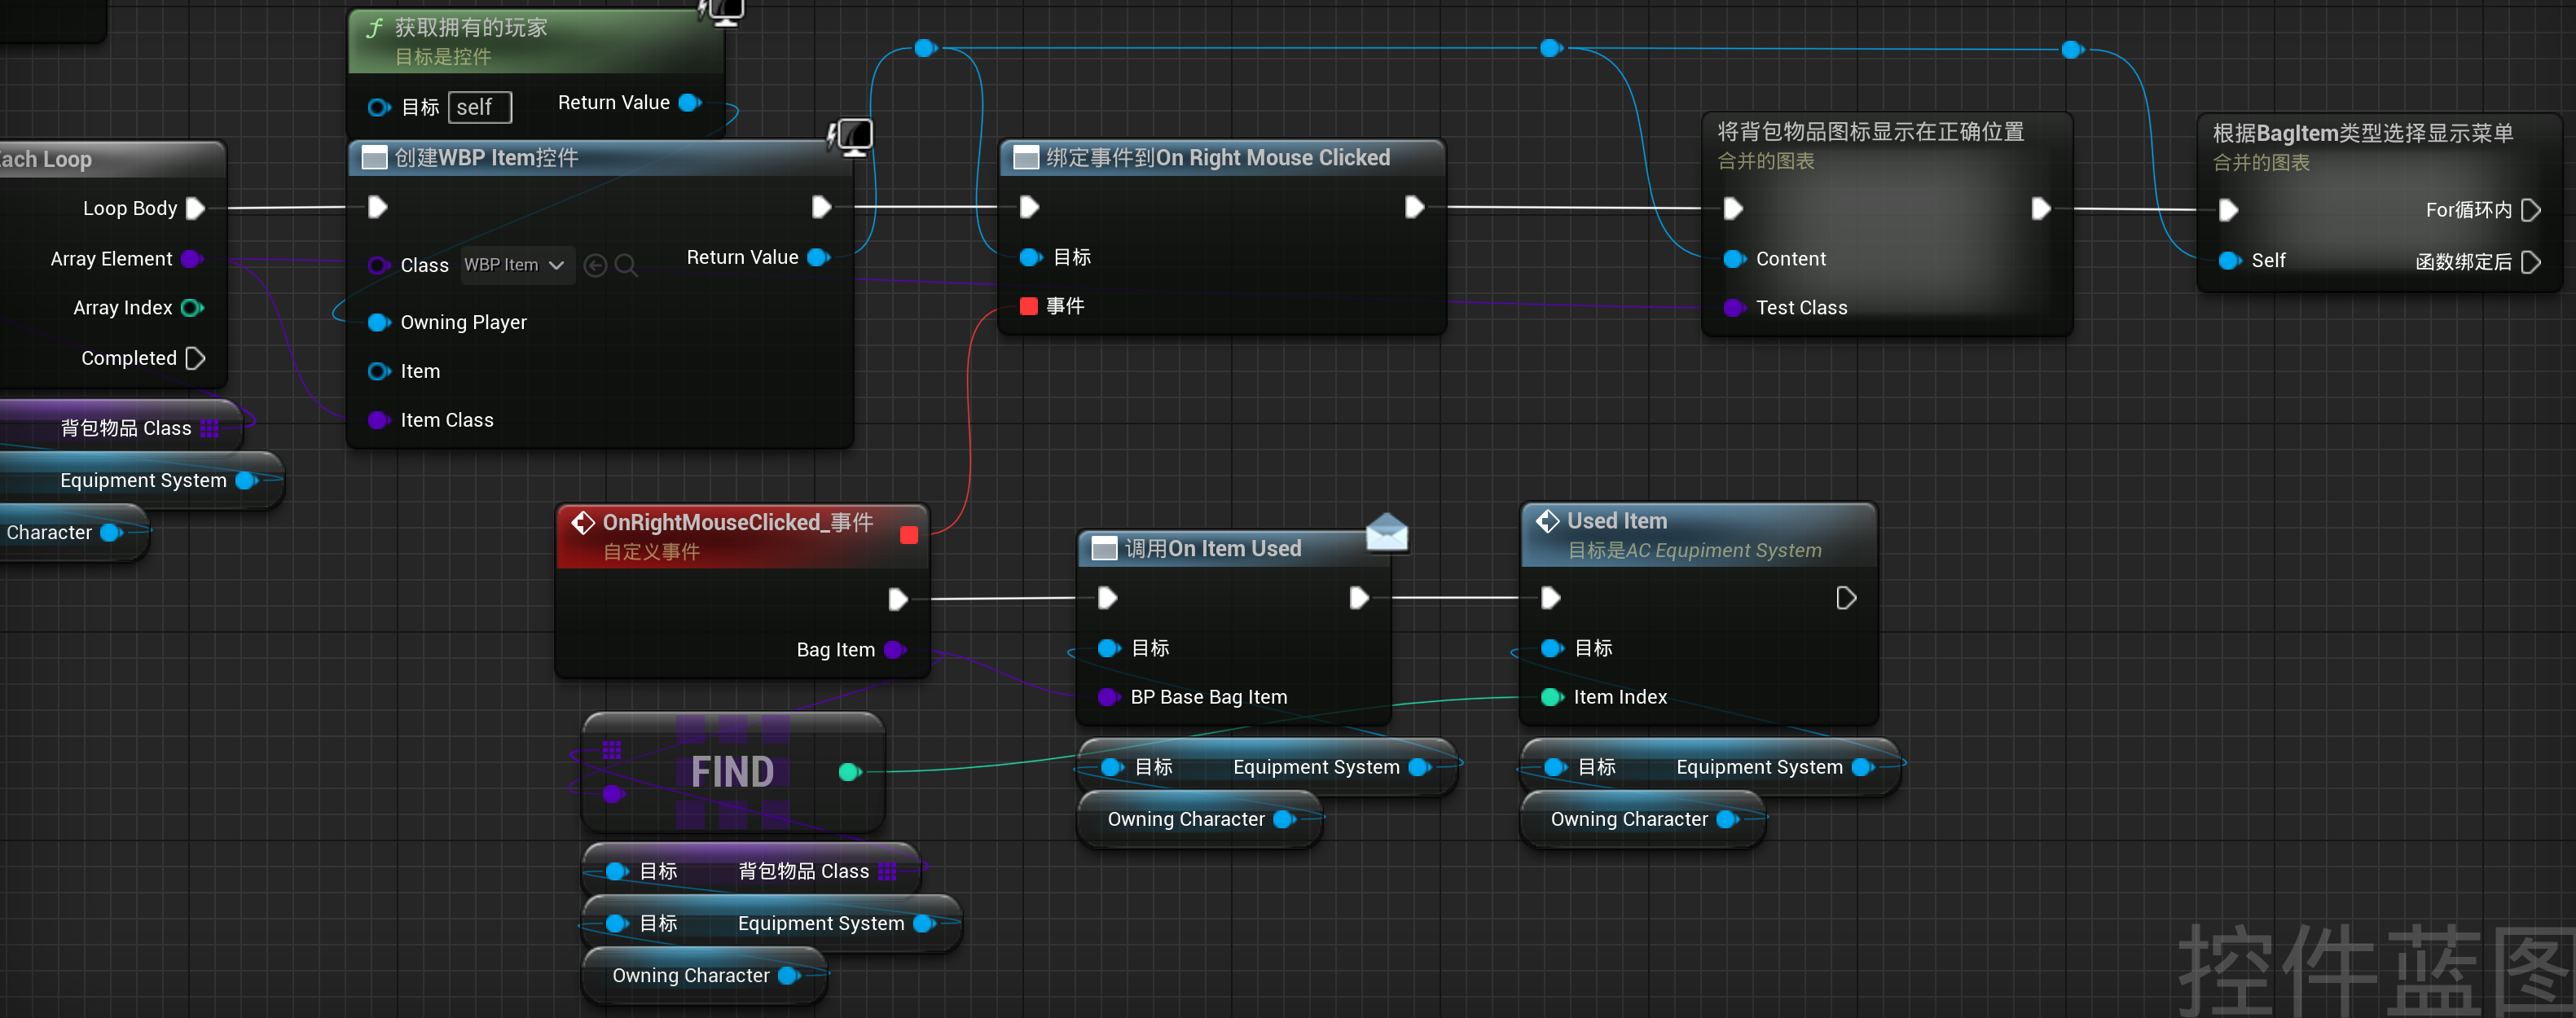 获取拥有的玩家
目标是控件
目标 self Return Value
Each Loop
Loop Body
Array Element
Array Index
Completed
背包物品 Class
Equipment System
Character
创建WBP Item控件
Class WBP Item Return Value
Owning Player
Item
Item Class
绑定事件到On Right Mouse Clicked
目标
事件
将背包物品图标显示在正确位置
合并的图表
Content
Test Class
根据BagItem类型选择显示菜单
合并的图表
For循环内
Self 函数绑定后
OnRightMouseClicked_事件
自定义事件
Bag Item
FIND
目标 背包物品 Class
目标 Equipment System
Owning Character
调用On Item Used
目标
BP Base Bag Item
目标 Equipment System
Owning Character
Used Item
目标是AC Equpiment System
目标
Item Index
目标 Equipment System
Owning Character
控件蓝图